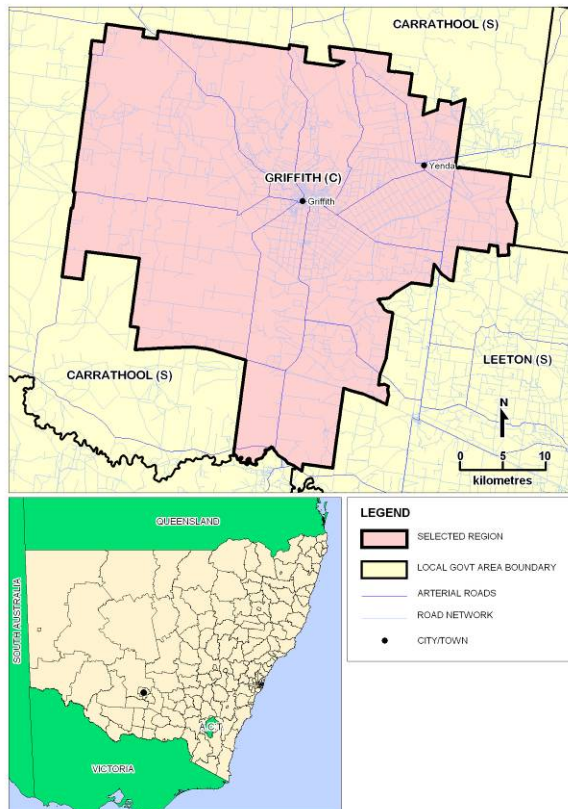 CARRATHOOL (S)
Yenda
GRIFFITH (C)
Griffith
LEETON (S)
CARRATHOOL (S)
N
0 5 10
kilometres
QUEENSLAND
SOUTH AUSTRALIA
A.C.T.
VICTORIA
LEGEND
SELECTED REGION
LOCAL GOVT AREA BOUNDARY
ARTERIAL ROADS
ROAD NETWORK
CITY/TOWN